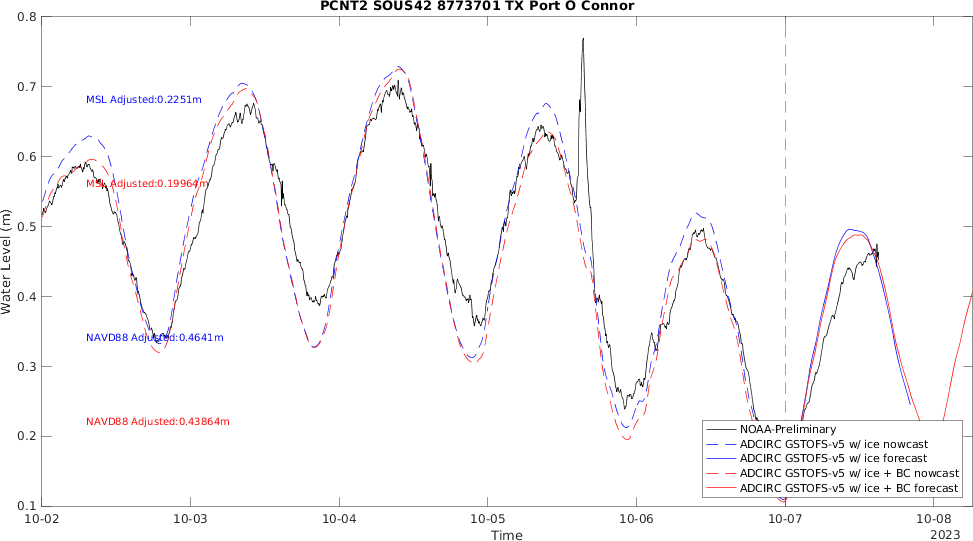 PCNT2 SOUS42 8773701 TX Port O Connor
0.8
0.7
0.6
0.5
0.4
0.3
0.2
0.1
Water Level (m)
MSL Adjusted:0.2251m
MSL Adjusted:0.19964m
NAVD88 Adjusted:0.4641m
NAVD88 Adjusted:0.43864m
NOAA-Preliminary
ADCIRC GSTOFS-v5 w/ ice nowcast
ADCIRC GSTOFS-v5 w/ ice forecast
ADCIRC GSTOFS-v5 w/ ice + BC nowcast
ADCIRC GSTOFS-v5 w/ ice + BC forecast
10-02 10-03 10-04 10-05 10-06 10-07 10-08
Time
2023